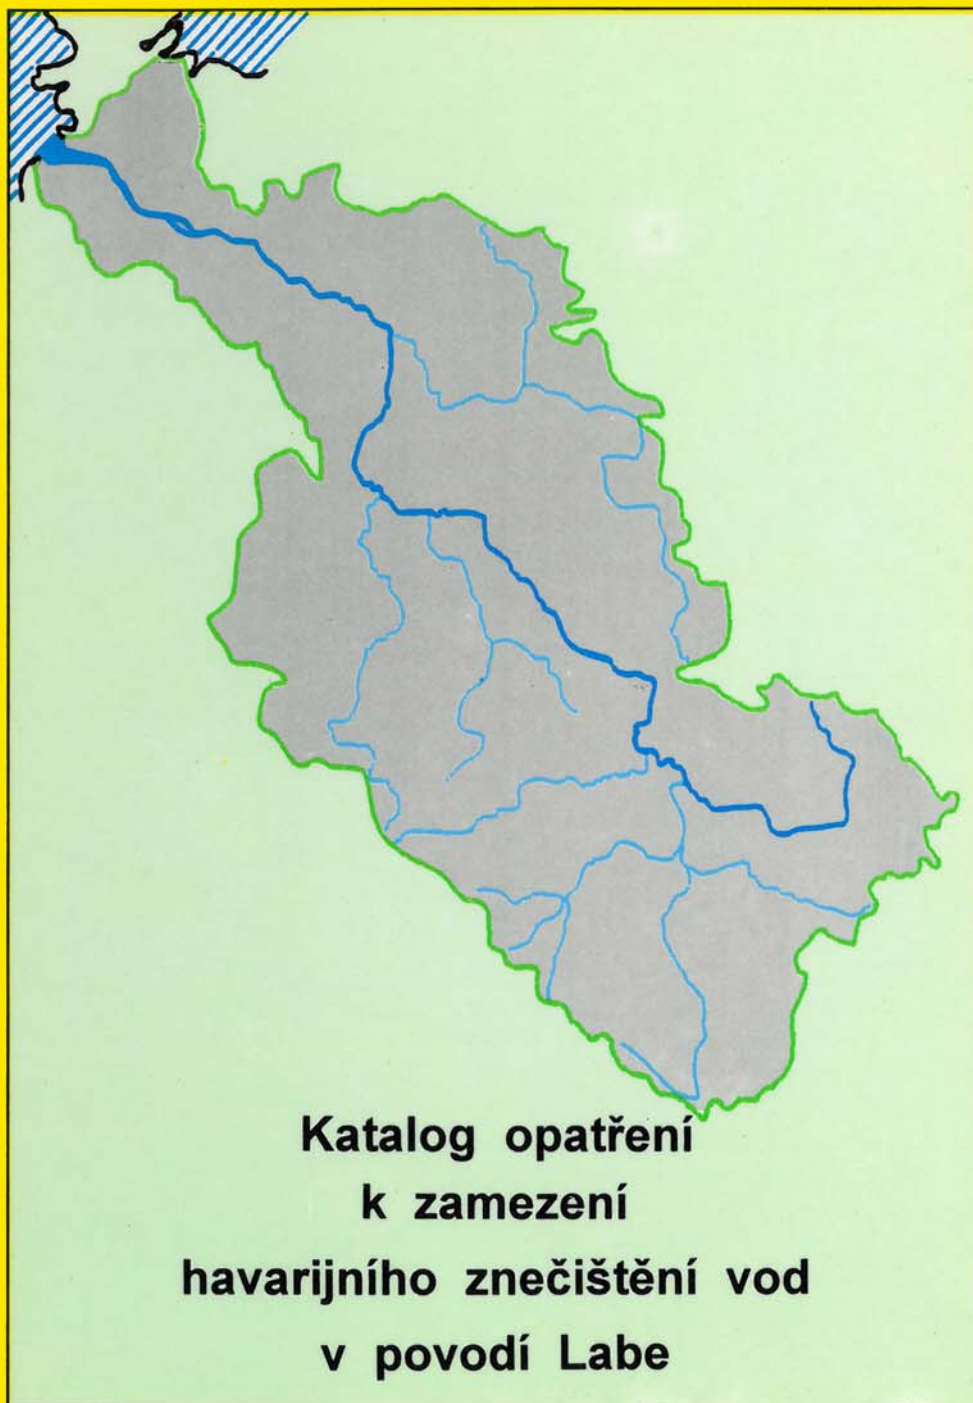 Katalog opatření
k zamezení
havarijního znečištění vod
v povodí Labe